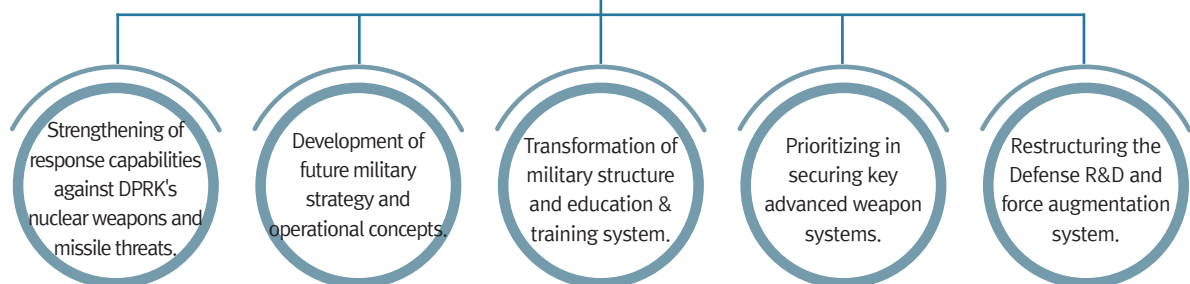 Strengthening of
response capabilities
against DPRK's
nuclear weapons and
missile threats.
Development of
future military
strategy and
operational concepts.
Transformation of
military structure
and education &
training system.
Prioritizing in
securing key
advanced weapon
systems.
Restructuring the
Defense R&D and
force augmentation
system.